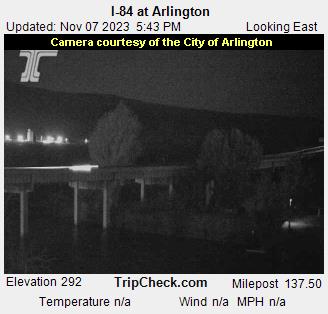 I-84 at Arlington
Updated: Nov 07 2023 5:43 PM Looking East
Camera courtesy of the City of Arlington
Elevation 292 TripCheck.com Milepost 137.50
Temperature n/a Wind n/a MPH n/a